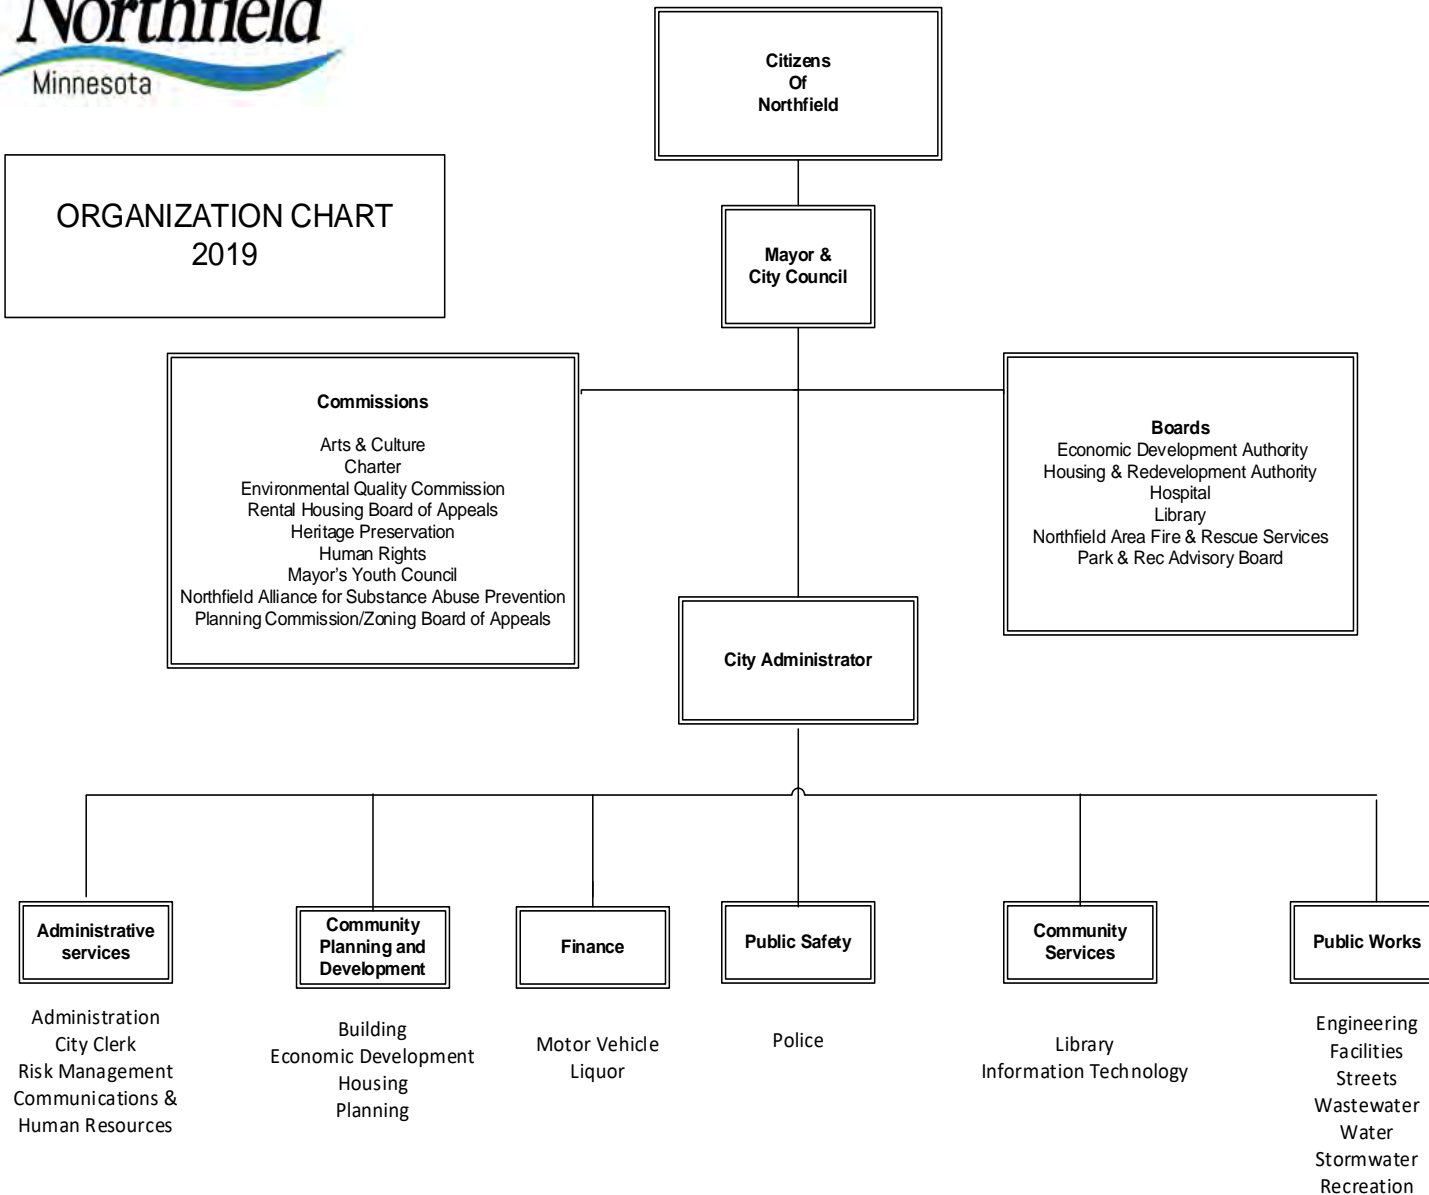 Northfield
Minnesota
ORGANIZATION CHART
2019
Citizens
Of
Northfield
Mayor &
City Council
Commissions
Arts & Culture
Charter
Environmental Quality Commission
Rental Housing Board of Appeals
Heritage Preservation
Human Rights
Mayor's Youth Council
Northfield Alliance for Substance Abuse Prevention
Planning Commission/Zoning Board of Appeals
Boards
Economic Development Authority
Housing & Redevelopment Authority
Hospital
Library
Northfield Area Fire & Rescue Services
Park & Rec Advisory Board
City Administrator
Administrative
services
Administration
City Clerk
Risk Management
Communications &
Human Resources
Community
Planning and
Development
Building
Economic Development
Housing
Planning
Finance
Motor Vehicle
Liquor
Public Safety
Police
Community
Services
Library
Information Technology
Public Works
Engineering
Facilities
Streets
Wastewater
Water
Stormwater
Recreation